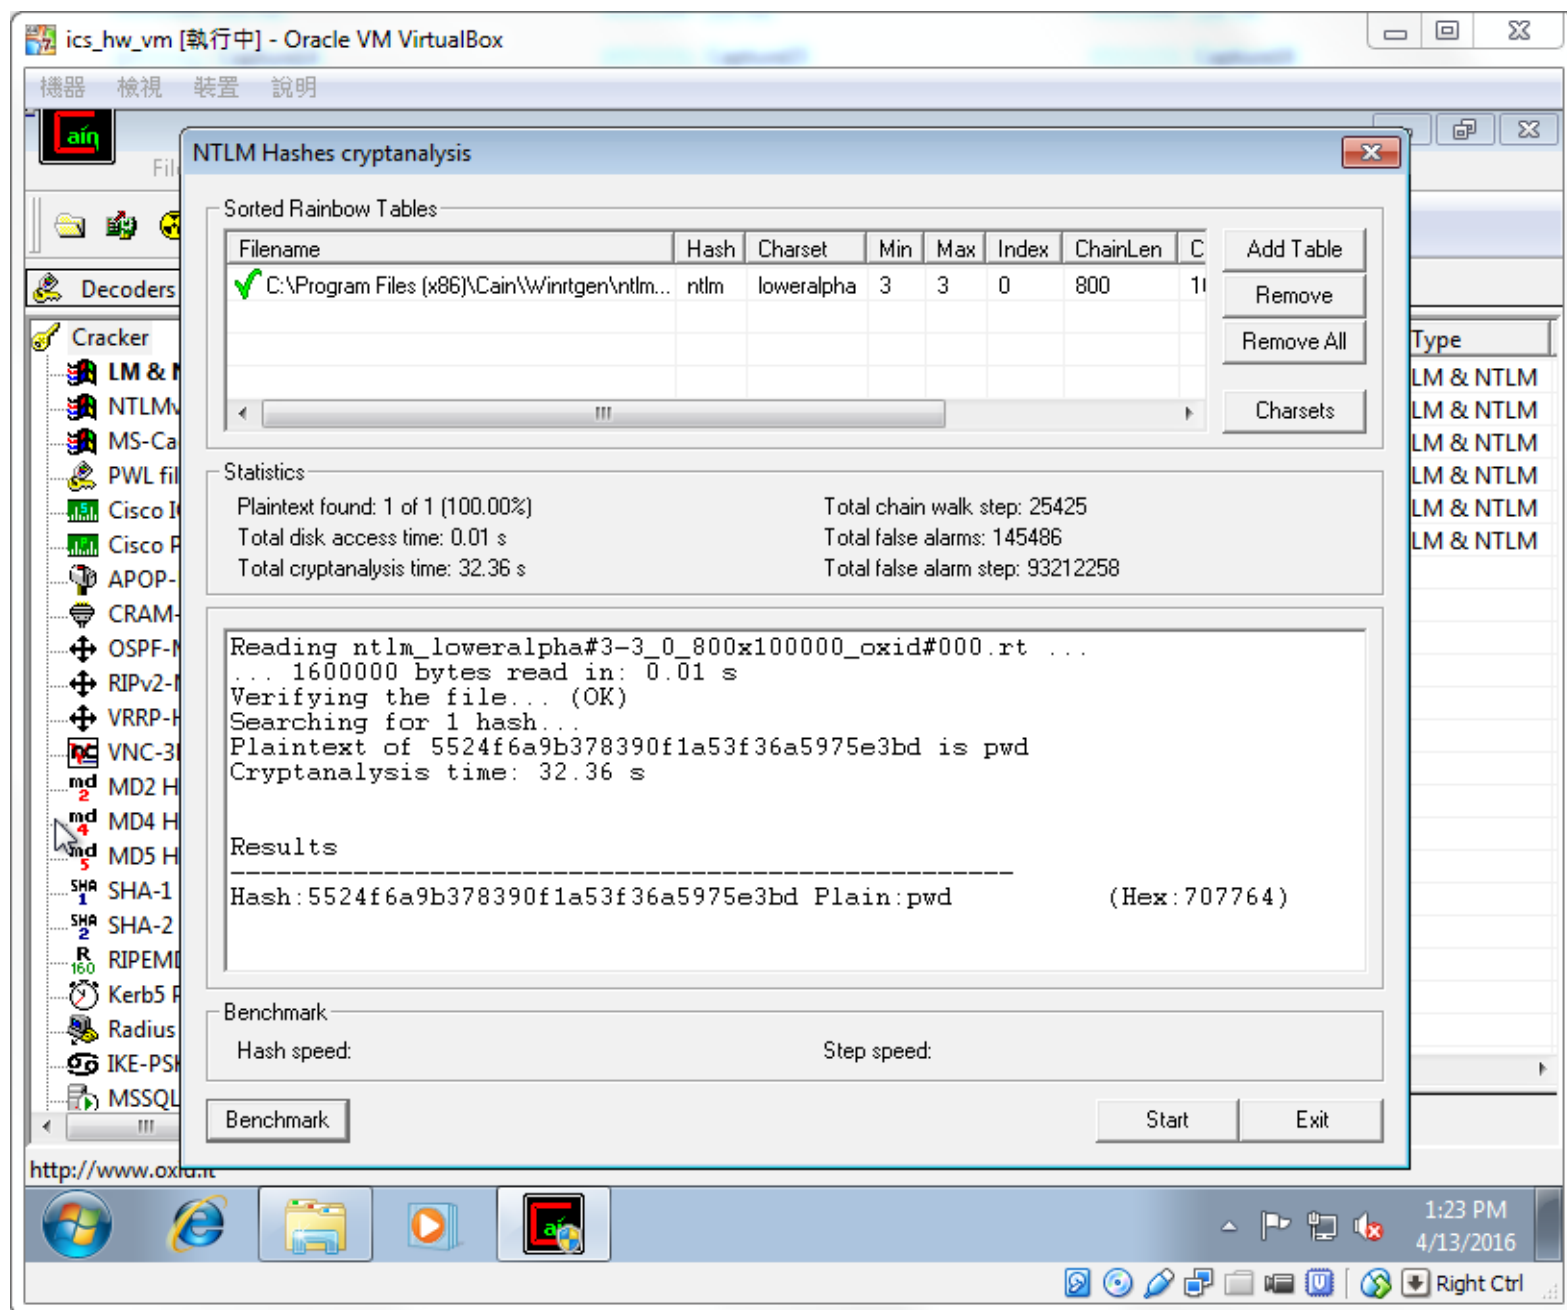 ics_hw_vm [執行中] - Oracle VM VirtualBox
機器 檢視 裝置 說明
NTLM Hashes cryptanalysis
Sorted Rainbow Tables
Filename Hash Charset Min Max Index ChainLen C
C:\Program Files (x86)\Cain\Winrtgen\ntlm... ntlm loweralpha 3 3 0 800
Add Table
Remove
Remove All
Charsets
Decoders
Cracker
LM & N
NTLMv
MS-Ca
PWL fil
Cisco I
Cisco P
APOP-
CRAM-
OSPF-
RIPv2-
VRRP-H
VNC-3
MD2 H
MD4 H
MD5 H
SHA-1
SHA-2
RIPEMD
Kerb5 P
Radius
IKE-PSK
MSSQL
Type
LM & NTLM
LM & NTLM
LM & NTLM
LM & NTLM
LM & NTLM
LM & NTLM
Statistics
Plaintext found: 1 of 1 (100.00%) Total chain walk step: 25425
Total disk access time: 0.01 s Total false alarms: 145486
Total cryptanalysis time: 32.36 s Total false alarm step: 93212258
Reading ntlm_loweralpha#3-3_0_800x100000_oxid#000.rt ...
... 1600000 bytes read in: 0.01 s
Verifying the file... (OK)
Searching for 1 hash...
Plaintext of 5524f6a9b378390f1a53f36a5975e3bd is pwd
Cryptanalysis time: 32.36 s
Results
Hash:5524f6a9b378390f1a53f36a5975e3bd Plain:pwd (Hex:707764)
Benchmark
Hash speed: Step speed:
Benchmark Start Exit
http://www.oxid.it
1:23 PM
4/13/2016
Right Ctrl